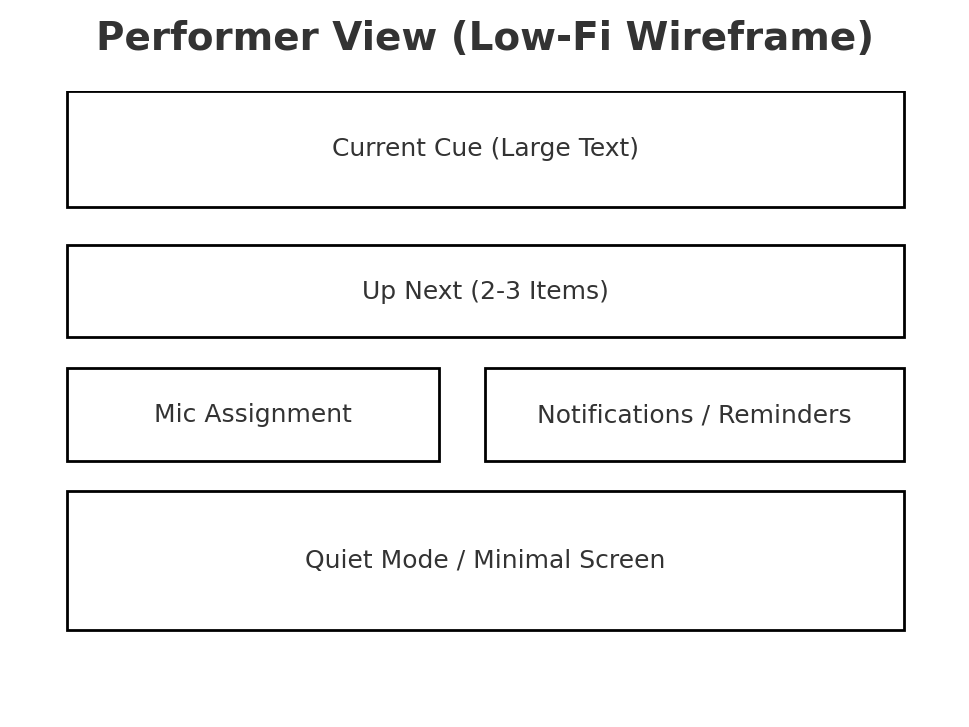 Performer View (Low-Fi Wireframe)
Current Cue (Large Text)
Up Next (2-3 Items)
Mic Assignment
Notifications / Reminders
Quiet Mode / Minimal Screen